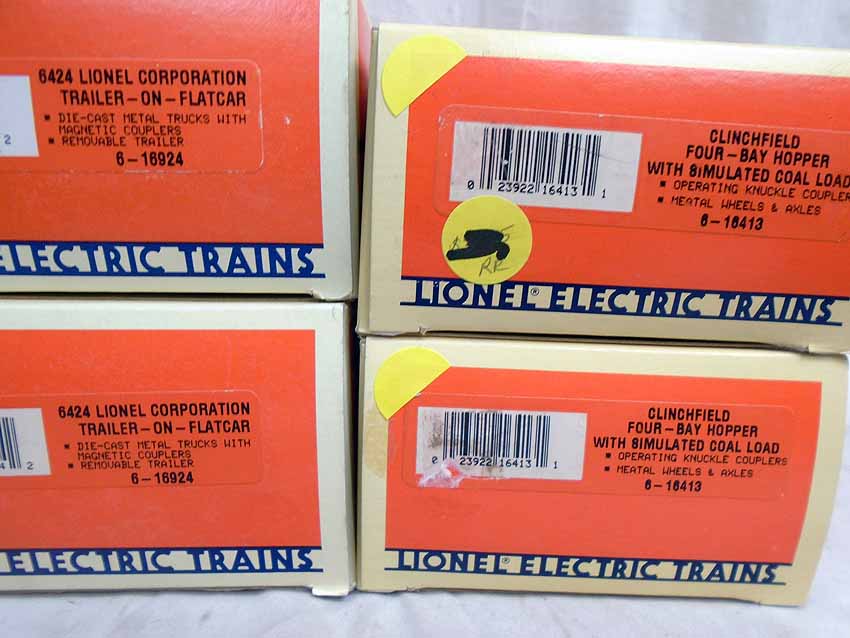 6424 LIONEL CORPORATION
TRAILER-ON-FLATCAR
▪ DIE-CAST METAL TRUCKS WITH
MAGNETIC COUPLERS
▪ REMOVABLE TRAILER
6-16924
2
ELECTRIC TRAINS
CLINCHFIELD
FOUR-BAY HOPPER
WITH SIMULATED COAL LOAD
▪ OPERATING KNUCKLE COUPLER
▪ MEATAL WHEELS & AXLES
6-16413
0 23922 16413 1
RR
LIONEL® ELECTRIC TRAINS
6424 LIONEL CORPORATION
TRAILER-ON-FLATCAR
▪ DIE-CAST METAL TRUCKS WITH
MAGNETIC COUPLERS
▪ REMOVABLE TRAILER
6-16924
4 2
ELECTRIC TRAINS
CLINCHFIELD
FOUR-BAY HOPPER
WITH SIMULATED COAL LOAD
▪ OPERATING KNUCKLE COUPLERS
▪ MEATAL WHEELS & AXLES
6-16413
0 23922 16413 1
LIONEL® ELECTRIC TRAINS